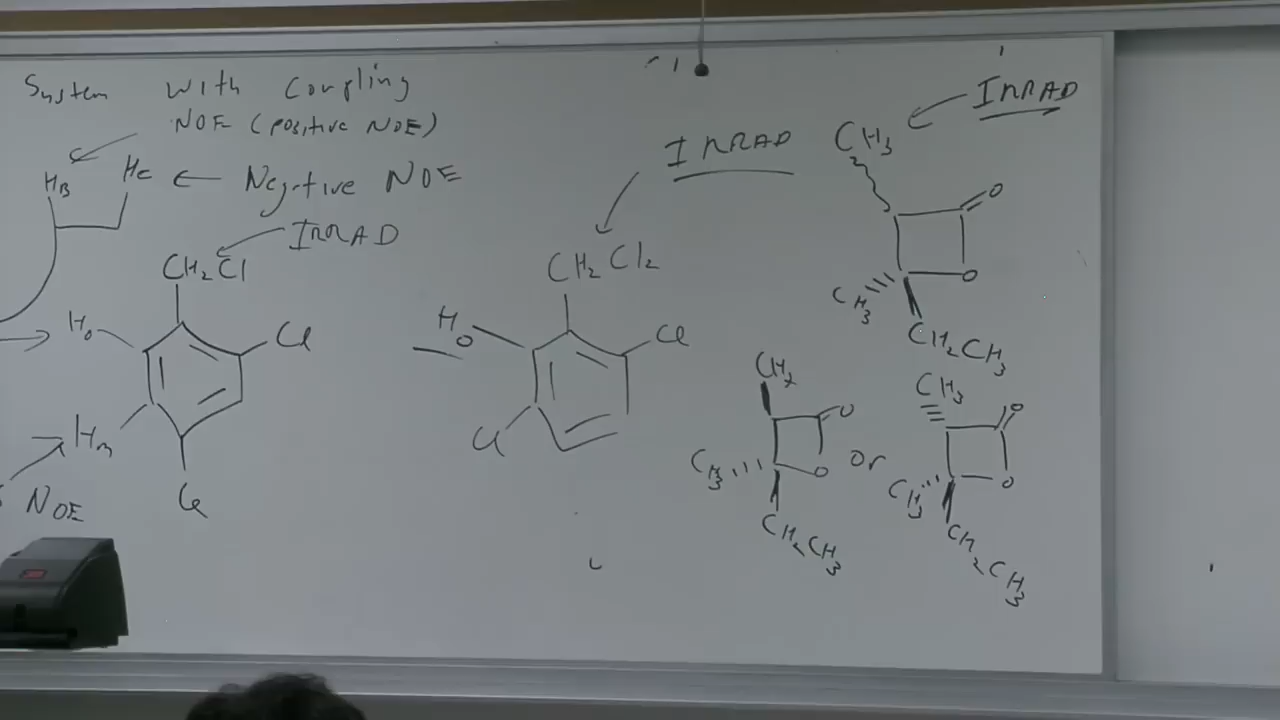 System With Coupling
NOE (positive NOE)
HB HC ← Negative NOE
IRRAD
CH2Cl
Ho
Cl
Hm
NOE
Cl
IRRAD
CH2Cl2
Ho
Cl
Cl
IRRAD
CH3
O
O
CH3
CH2CH3
CH3
O
O
CH3
CH2CH3
or
CH3
O
O
CH3
CH2CH3